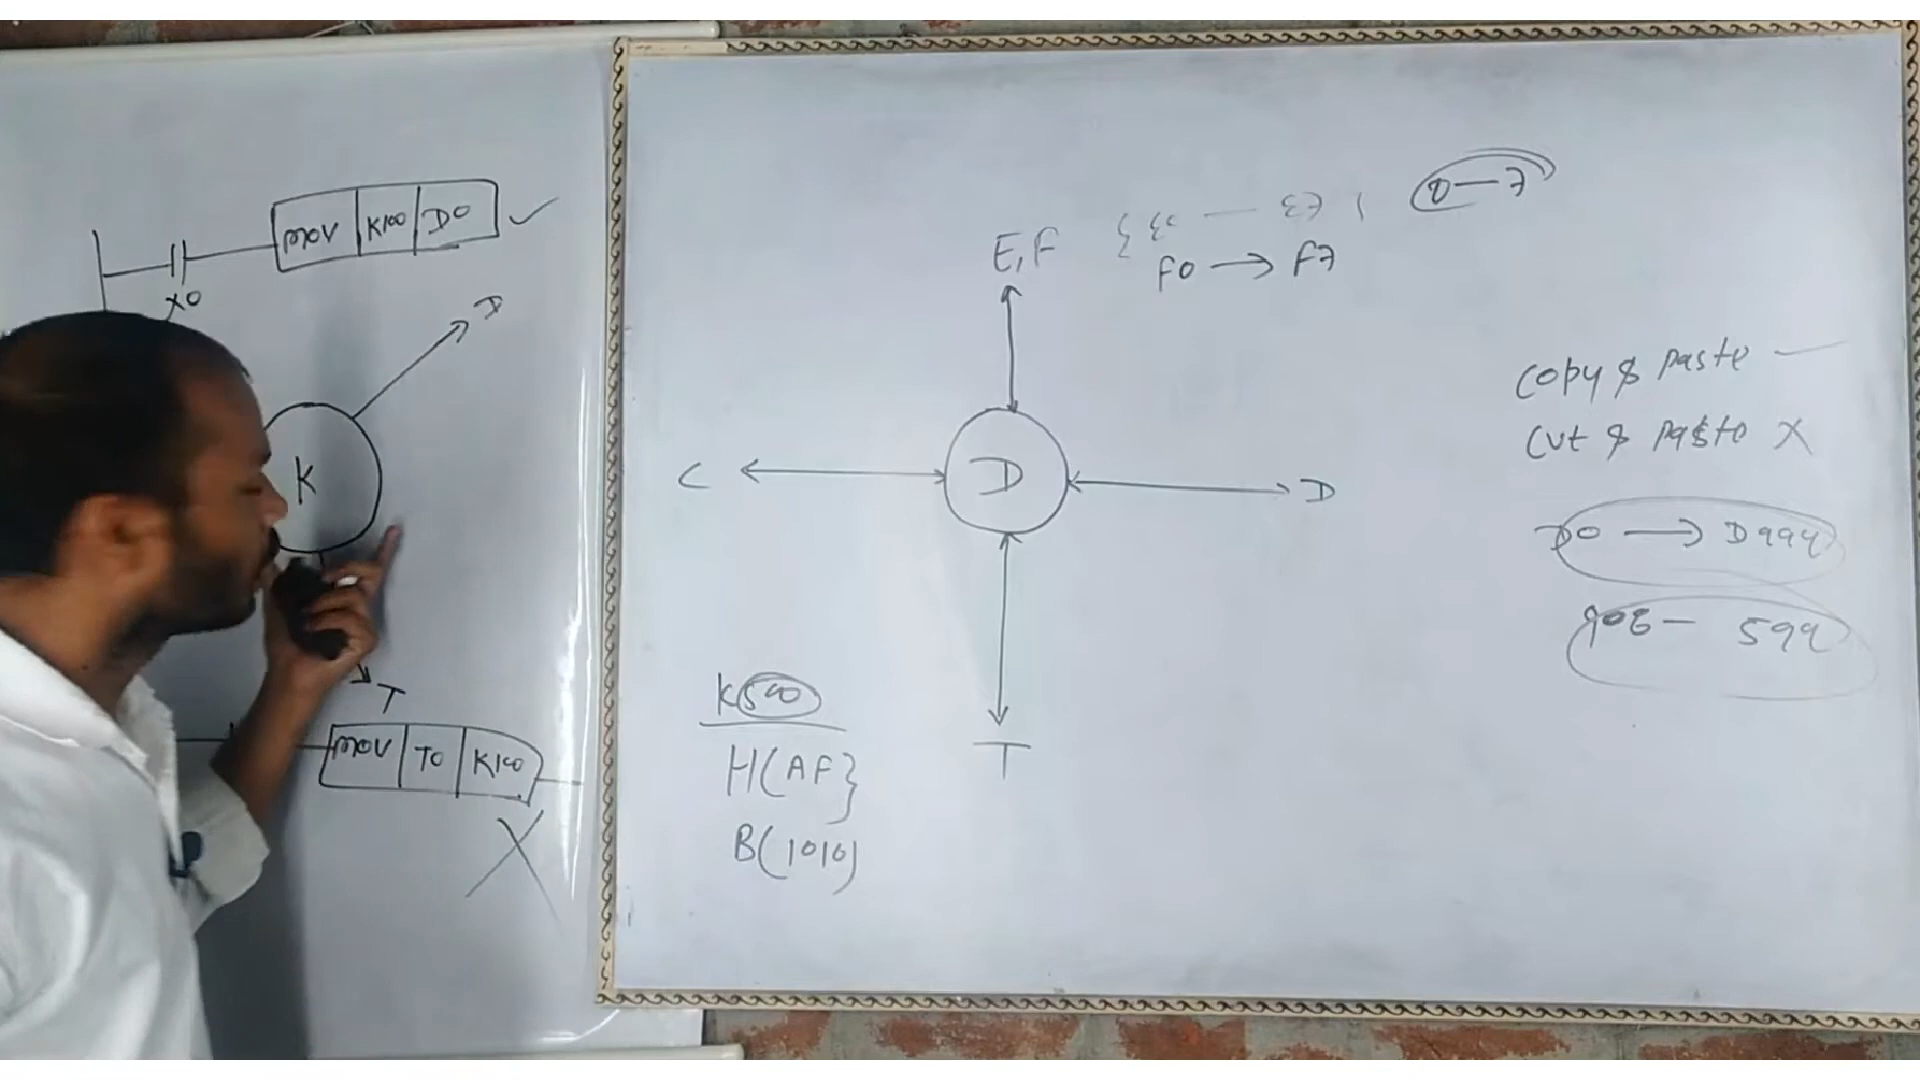 MOV K100 D0
X0
D
K
T
MOV T0 K100
X
E,F
F0 → F7
0—7
C
D
D
T
K500
H(AF}
B(1010)
Copy & paste
Cut & paste X
D0 → D999
599